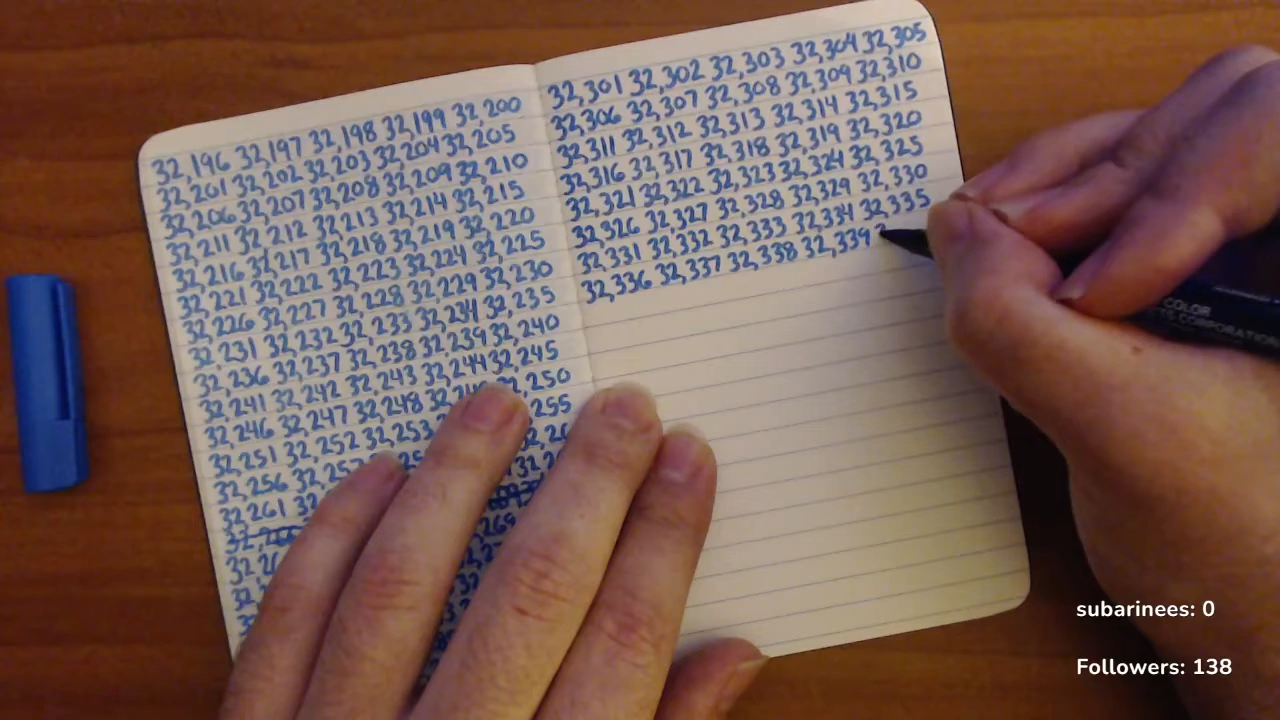 32,196 32,197 32,198 32,199 32,200
32,201 32,202 32,203 32,204 32,205
32,206 32,207 32,208 32,209 32,210
32,211 32,212 32,213 32,214 32,215
32,216 32,217 32,218 32,219 32,220
32,221 32,222 32,223 32,224 32,225
32,226 32,227 32,228 32,229 32,230
32,231 32,232 32,233 32,234 32,235
32,236 32,237 32,238 32,239 32,240
32,241 32,242 32,243 32,244 32,245
32,246 32,247 32,248 32,250
32,251 32,252 32,253 255
32,256
32,261
32,301 32,302 32,303 32,304 32,305
32,306 32,307 32,308 32,309 32,310
32,311 32,312 32,313 32,314 32,315
32,316 32,317 32,318 32,319 32,320
32,321 32,322 32,323 32,324 32,325
32,326 32,327 32,328 32,329 32,330
32,331 32,332 32,333 32,334 32,335
32,336 32,337 32,338 32,339
COLOR
CORPORATION
subarinees: 0
Followers: 138